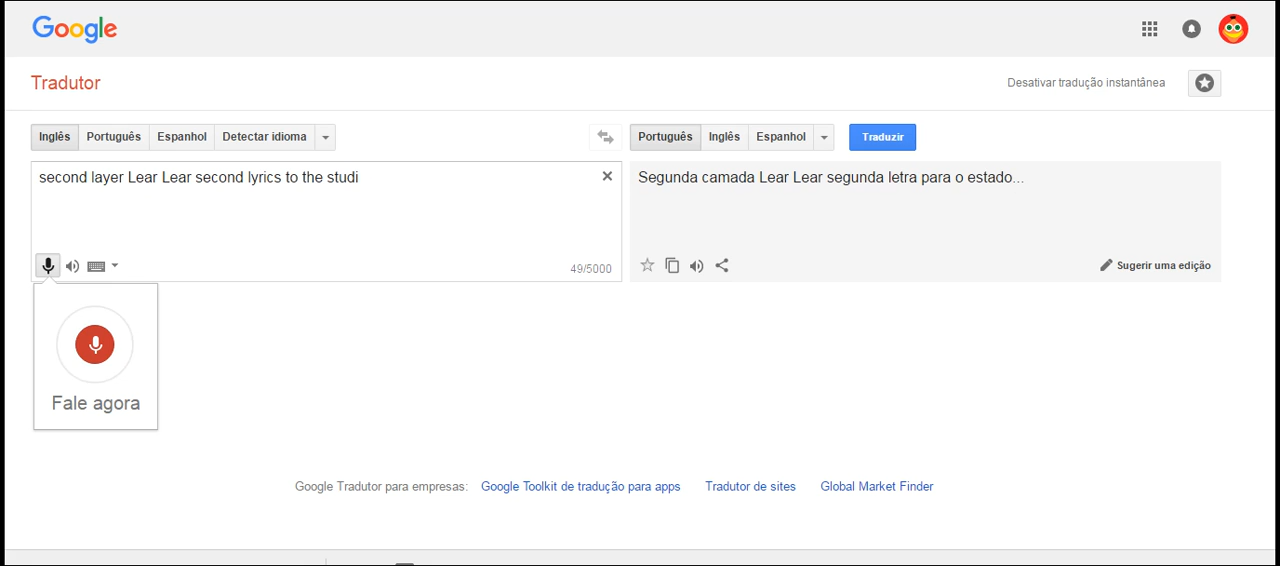 Google
Tradutor
Desativar tradução instantânea
Inglês Português Espanhol Detectar idioma
Português Inglês Espanhol Traduzir
second layer Lear Lear second lyrics to the studi
Segunda camada Lear Lear segunda letra para o estado...
49/5000
Sugerir uma edição
Fale agora
Google Tradutor para empresas: Google Toolkit de tradução para apps Tradutor de sites Global Market Finder